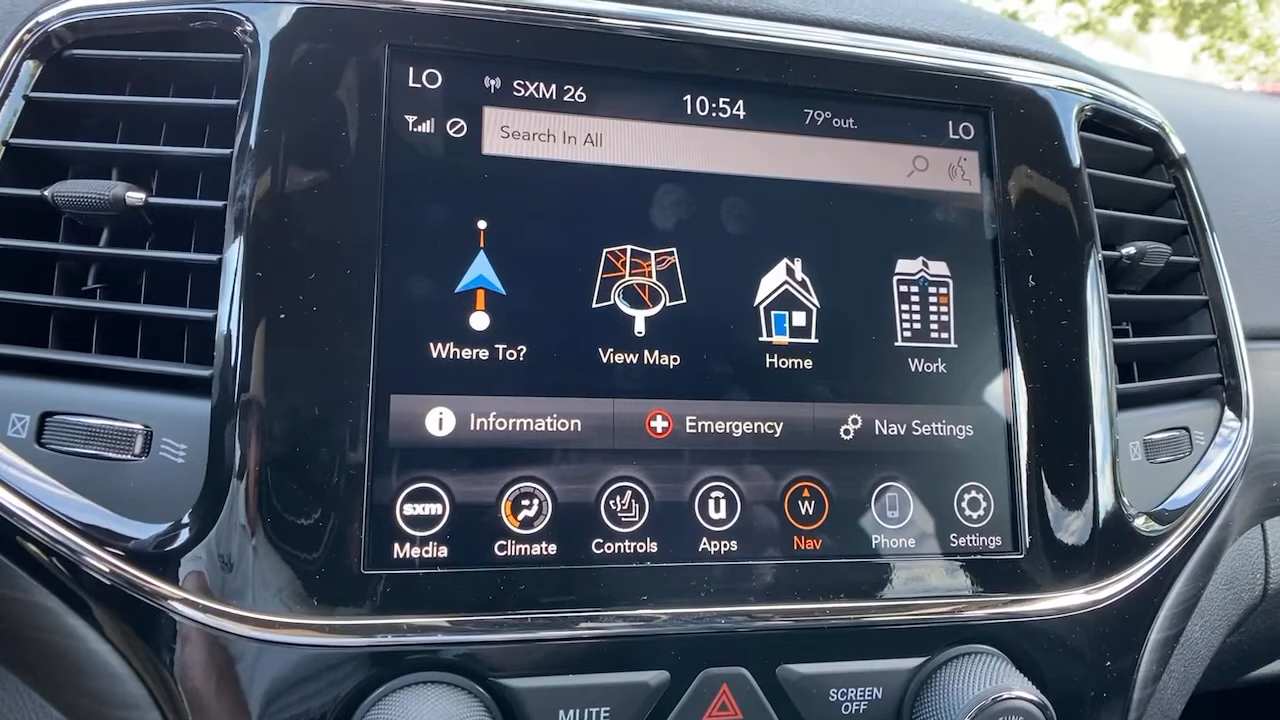 LO
SXM 26
10:54
79° out.
LO
Search In All
Where To?
View Map
Home
Work
Information
Emergency
Nav Settings
sxm
W
Media
Climate
Controls
Apps
Nav
Phone
Settings
MUTE
SCREEN
OFF
TUNE